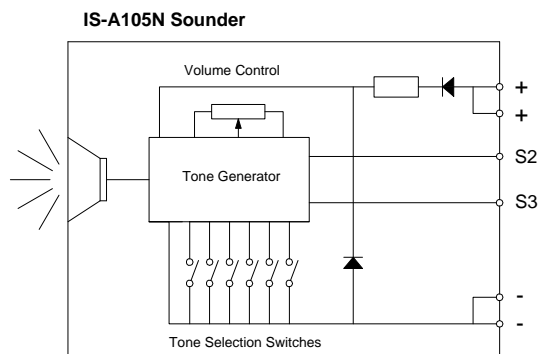 IS-A105N Sounder
Volume Control
+
+
S2
Tone Generator
S3
-
-
Tone Selection Switches